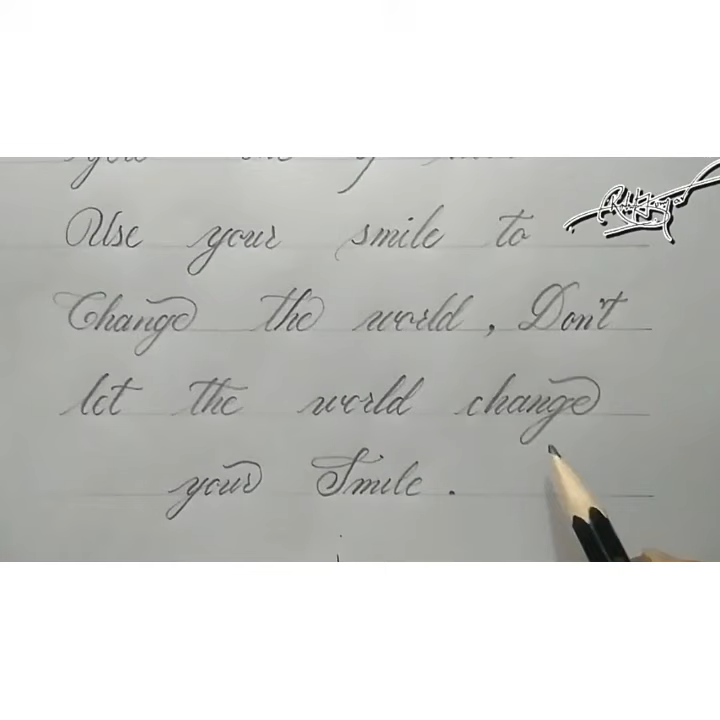 Use your smile to
Change the world, Don't
let the world change
your Smile.